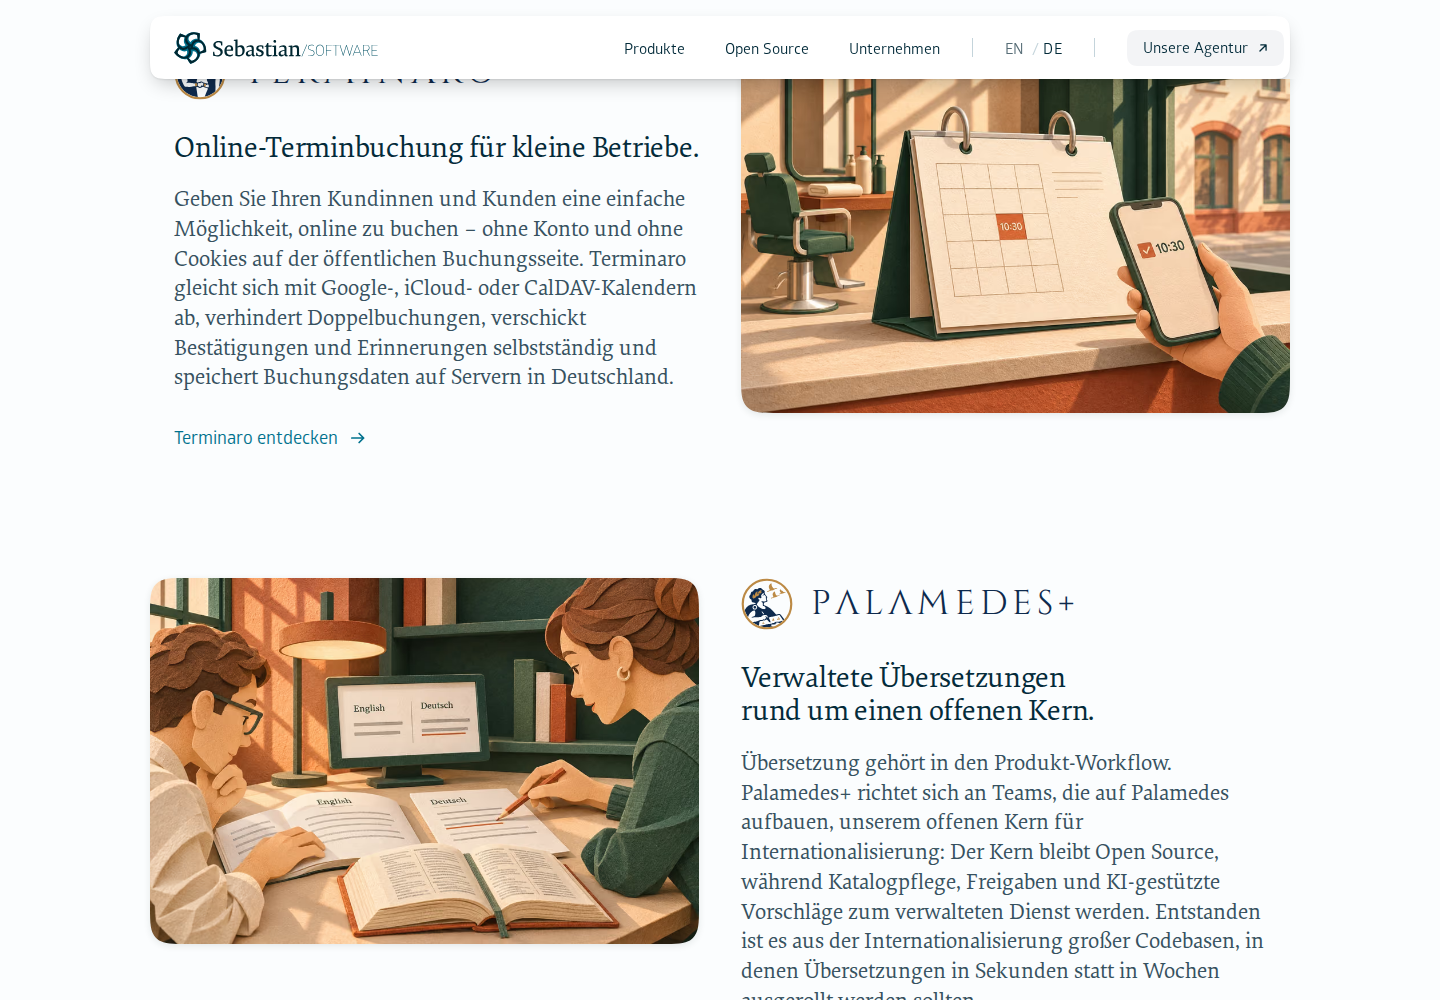 Sebastian/SOFTWARE
Produkte
Open Source
Unternehmen
EN / DE
Unsere Agentur
Online-Terminbuchung für kleine Betriebe.
Geben Sie Ihren Kundinnen und Kunden eine einfache
Möglichkeit, online zu buchen – ohne Konto und ohne
Cookies auf der öffentlichen Buchungsseite. Terminaro
gleicht sich mit Google-, iCloud- oder CalDAV-Kalendern
ab, verhindert Doppelbuchungen, verschickt
Bestätigungen und Erinnerungen selbstständig und
speichert Buchungsdaten auf Servern in Deutschland.
Terminaro entdecken
10:30
10:30
English
Deutsch
English
Deutsch
PALAMEDES+
Verwaltete Übersetzungen
rund um einen offenen Kern.
Übersetzung gehört in den Produkt-Workflow.
Palamedes+ richtet sich an Teams, die auf Palamedes
aufbauen, unserem offenen Kern für
Internationalisierung: Der Kern bleibt Open Source,
während Katalogpflege, Freigaben und KI-gestützte
Vorschläge zum verwalteten Dienst werden. Entstanden
ist es aus der Internationalisierung großer Codebasen, in
denen Übersetzungen in Sekunden statt in Wochen
ausgerollt werden sollten.